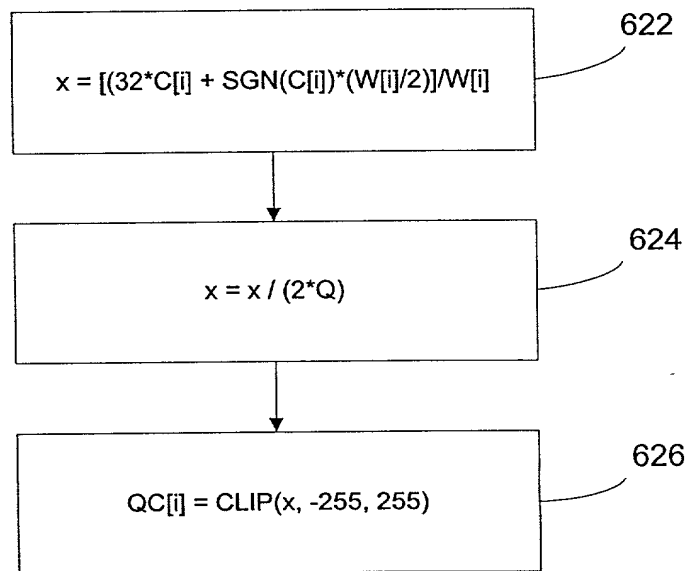 622
x = [(32*C[i] + SGN(C[i])*(W[i]/2)]/W[i]
624
x = x / (2*Q)
626
QC[i] = CLIP(x, -255, 255)